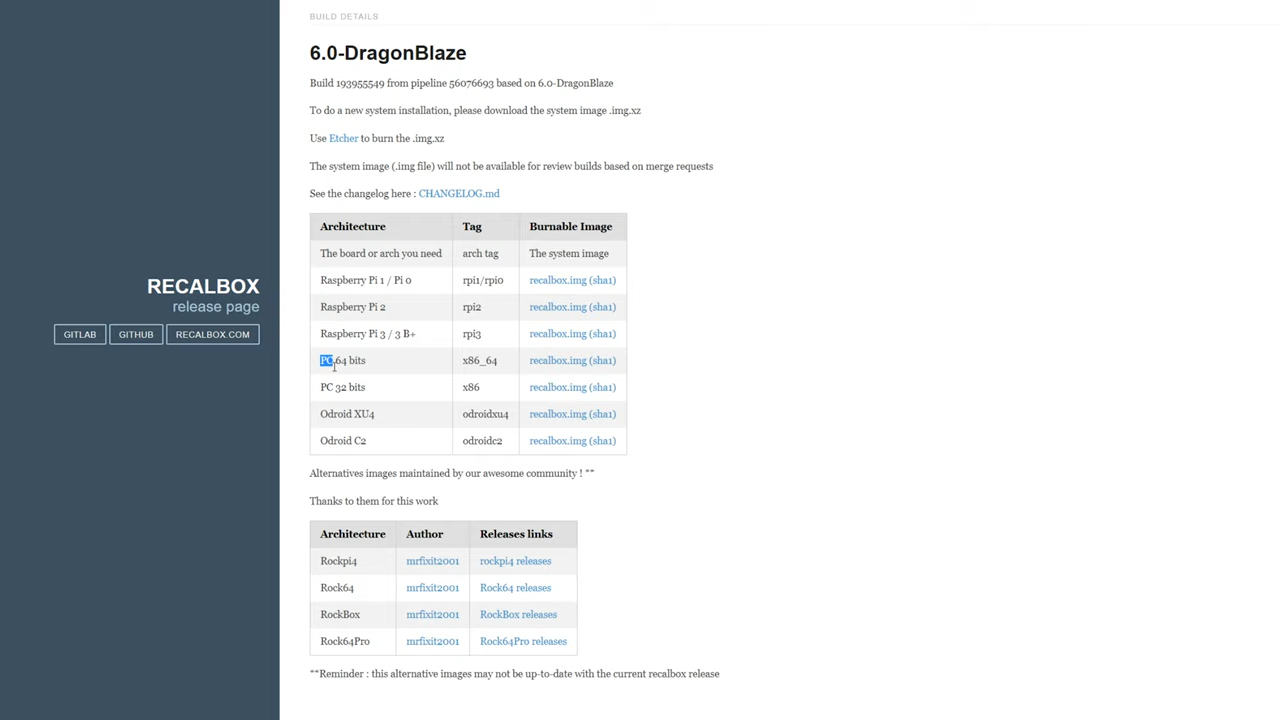 BUILD DETAILS
6.0-DragonBlaze
Build 193955549 from pipeline 56076693 based on 6.0-DragonBlaze
To do a new system installation, please download the system image .img.xz
Use Etcher to burn the .img.xz
The system image (.img file) will not be available for review builds based on merge requests
See the changelog here : CHANGELOG.md
RECALBOX
release page
GITLAB GITHUB RECALBOX.COM
Architecture Tag Burnable Image
The board or arch you need arch tag The system image
Raspberry Pi 1 / Pi 0 rpi1/rpi0 recalbox.img (sha1)
Raspberry Pi 2 rpi2 recalbox.img (sha1)
Raspberry Pi 3 / 3 B+ rpi3 recalbox.img (sha1)
PC 64 bits x86_64 recalbox.img (sha1)
PC 32 bits x86 recalbox.img (sha1)
Odroid XU4 odroidxu4 recalbox.img (sha1)
Odroid C2 odroidc2 recalbox.img (sha1)
Alternatives images maintained by our awesome community ! **
Thanks to them for this work
Architecture Author Releases links
Rockpi4 mrfixit2001 rockpi4 releases
Rock64 mrfixit2001 Rock64 releases
RockBox mrfixit2001 RockBox releases
Rock64Pro mrfixit2001 Rock64Pro releases
**Reminder : this alternative images may not be up-to-date with the current recalbox release